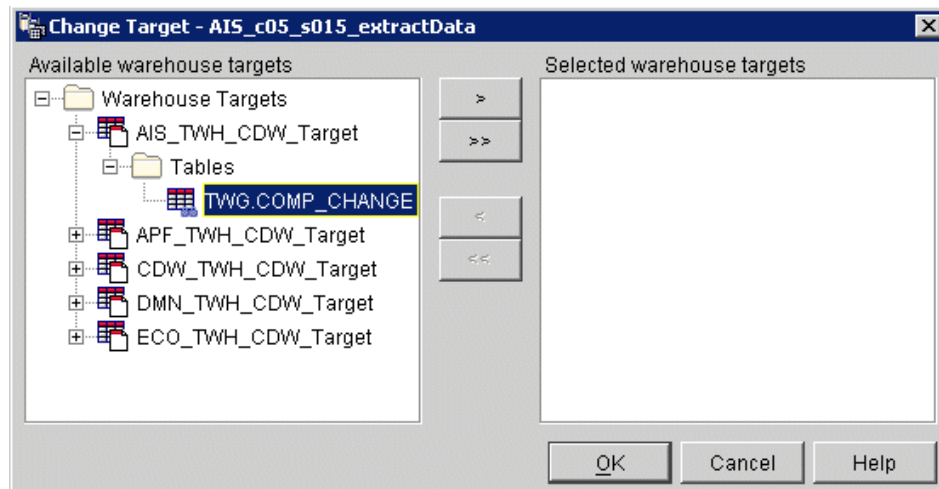 Change Target - AIS_c05_s015_extractData
Available warehouse targets
Selected warehouse targets
Warehouse Targets
AIS_TWH_CDW_Target
Tables
TWG.COMP_CHANGE
APF_TWH_CDW_Target
CDW_TWH_CDW_Target
DMN_TWH_CDW_Target
ECO_TWH_CDW_Target
>
>>
<
<<
OK
Cancel
Help